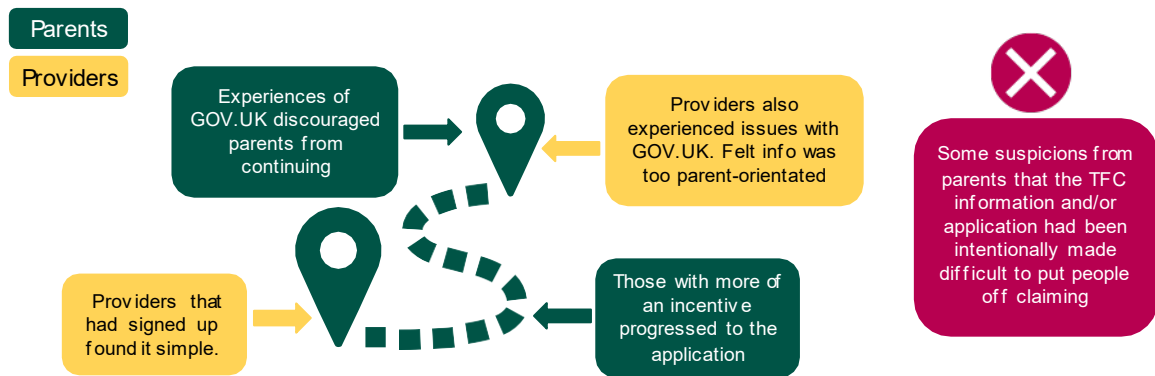 Parents
Providers
Experiences of
GOV.UK discouraged
parents from
continuing
Providers also
experienced issues with
GOV.UK. Felt info was
too parent-orientated
Some suspicions from
parents that the TFC
information and/or
application had been
intentionally made
difficult to put people
off claiming
Providers that
had signed up
found it simple.
Those with more of
an incentive
progressed to the
application